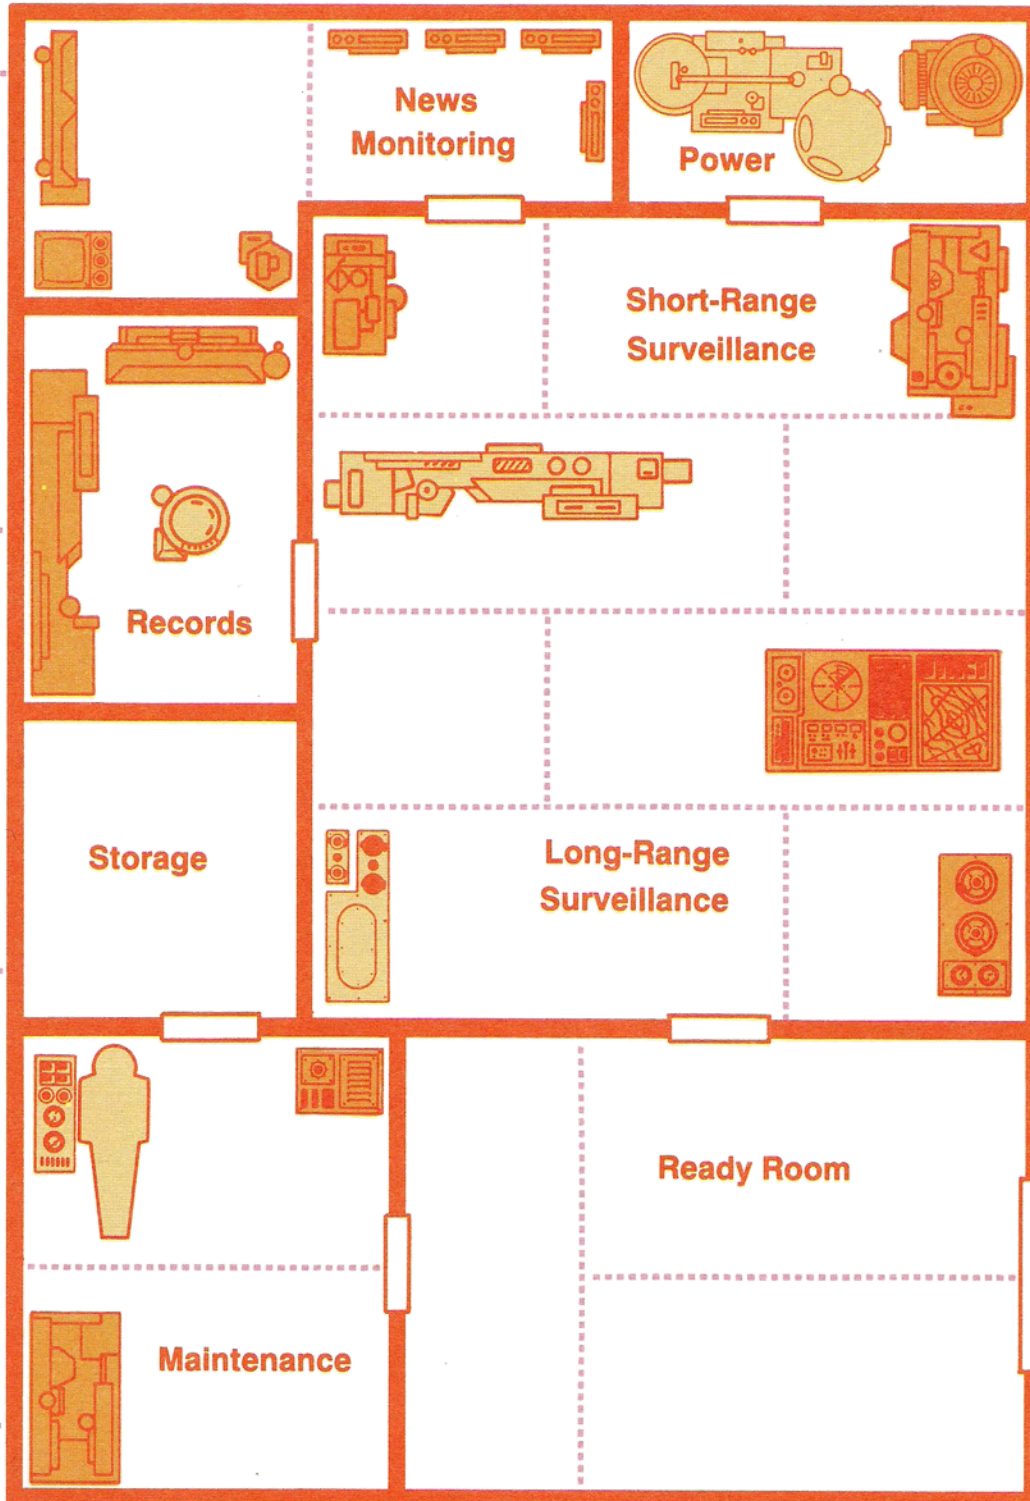 News
Monitoring
Power
Short-Range
Surveillance
Records
Storage
Long-Range
Surveillance
Ready Room
Maintenance